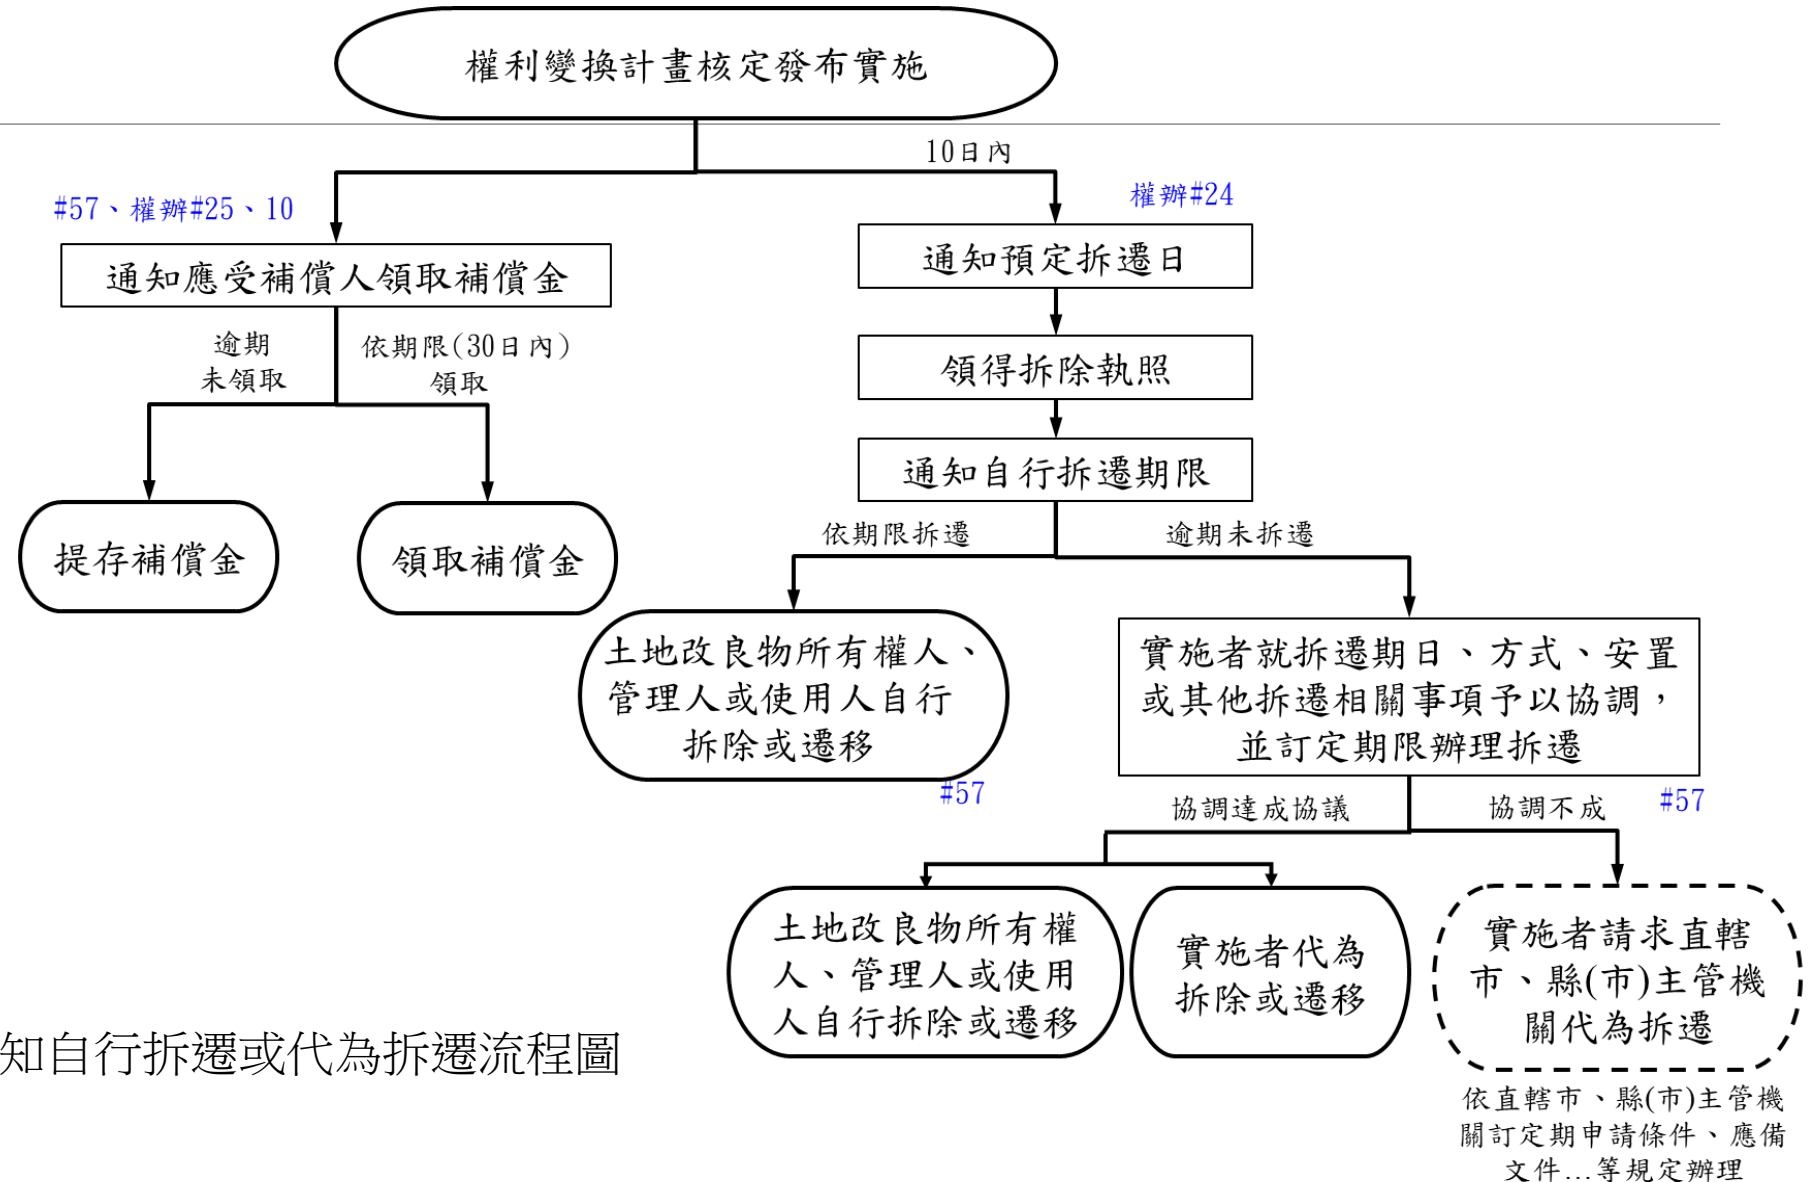 權利變換計畫核定發布實施
10日內
#57、權辦#25、10
權辦#24
通知應受補償人領取補償金
通知預定拆遷日
逾期
未領取
依期限(30日內)
領取
領得拆除執照
通知自行拆遷期限
提存補償金
領取補償金
依期限拆遷
逾期未拆遷
土地改良物所有權人、
管理人或使用人自行
拆除或遷移
#57
實施者就拆遷期日、方式、安置
或其他拆遷相關事項予以協調，
並訂定期限辦理拆遷
#57
協調達成協議
協調不成
土地改良物所有權
人、管理人或使用
人自行拆除或遷移
實施者代為
拆除或遷移
實施者請求直轄
市、縣(市)主管機
關代為拆遷
依直轄市、縣(市)主管機
關訂定期申請條件、應備
文件…等規定辦理
知自行拆遷或代為拆遷流程圖